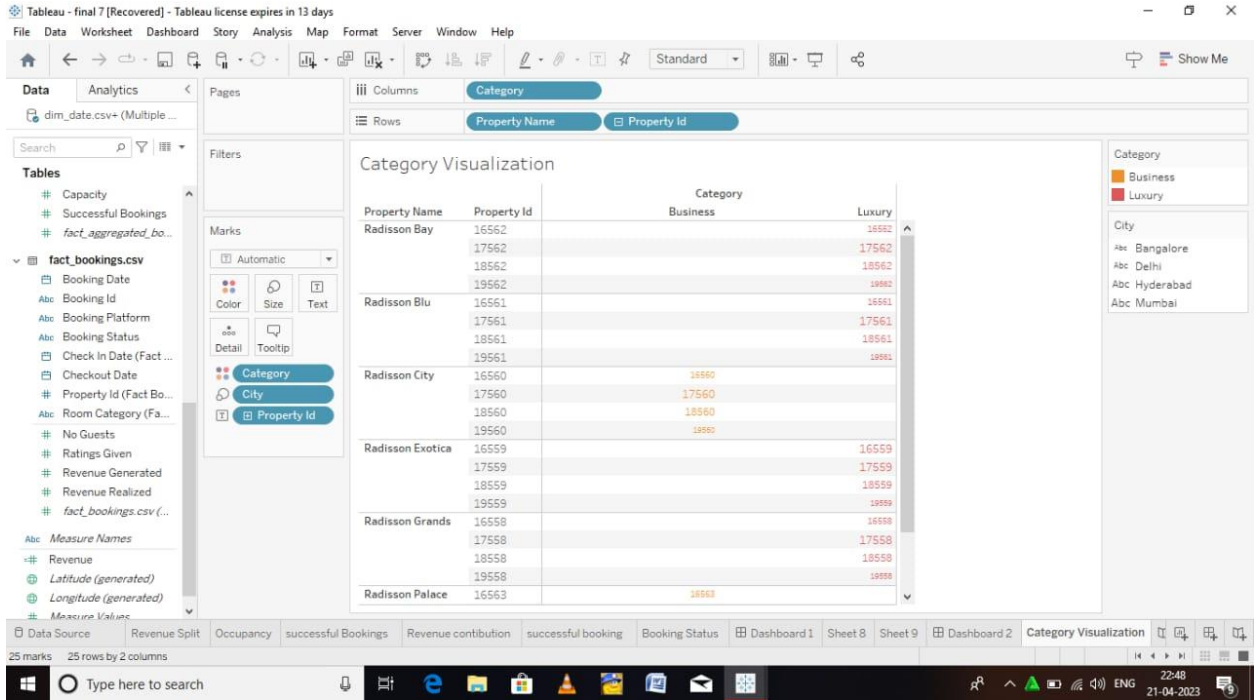 Tableau - final 7 [Recovered] - Tableau license expires in 13 days
File Data Worksheet Dashboard Story Analysis Map Format Server Window Help
Standard
Show Me
Data Analytics
dim_date.csv+ (Multiple ...
Search
Tables
# Capacity
# Successful Bookings
# fact_aggregated_bo...
fact_bookings.csv
Booking Date
Abc Booking Id
Abc Booking Platform
Abc Booking Status
Check In Date (Fact ...
Checkout Date
# Property Id (Fact Bo...
Abc Room Category (Fa...
# No Guests
# Ratings Given
# Revenue Generated
# Revenue Realized
# fact_bookings.csv (...
Abc Measure Names
=# Revenue
Latitude (generated)
Longitude (generated)
# Measure Values
Pages
Filters
Marks
Automatic
Color Size Text
Detail Tooltip
Category
City
Property Id
Columns Category
Rows Property Name Property Id
Category Visualization
Category
Property Name Property Id Business Luxury
Radisson Bay 16562 16562
17562 17562
18562 18562
19562 19562
Radisson Blu 16561 16561
17561 17561
18561 18561
19561 19561
Radisson City 16560 16560
17560 17560
18560 18560
19560 19560
Radisson Exotica 16559 16559
17559 17559
18559 18559
19559 19559
Radisson Grands 16558 16558
17558 17558
18558 18558
19558 19558
Radisson Palace 16563 16563
Category
Business
Luxury
City
Abc Bangalore
Abc Delhi
Abc Hyderabad
Abc Mumbai
Data Source Revenue Split Occupancy successful Bookings Revenue contibution successful booking Booking Status Dashboard 1 Sheet 8 Sheet 9 Dashboard 2 Category Visualization
25 marks 25 rows by 2 columns
Type here to search
ENG
22:48
21-04-2023